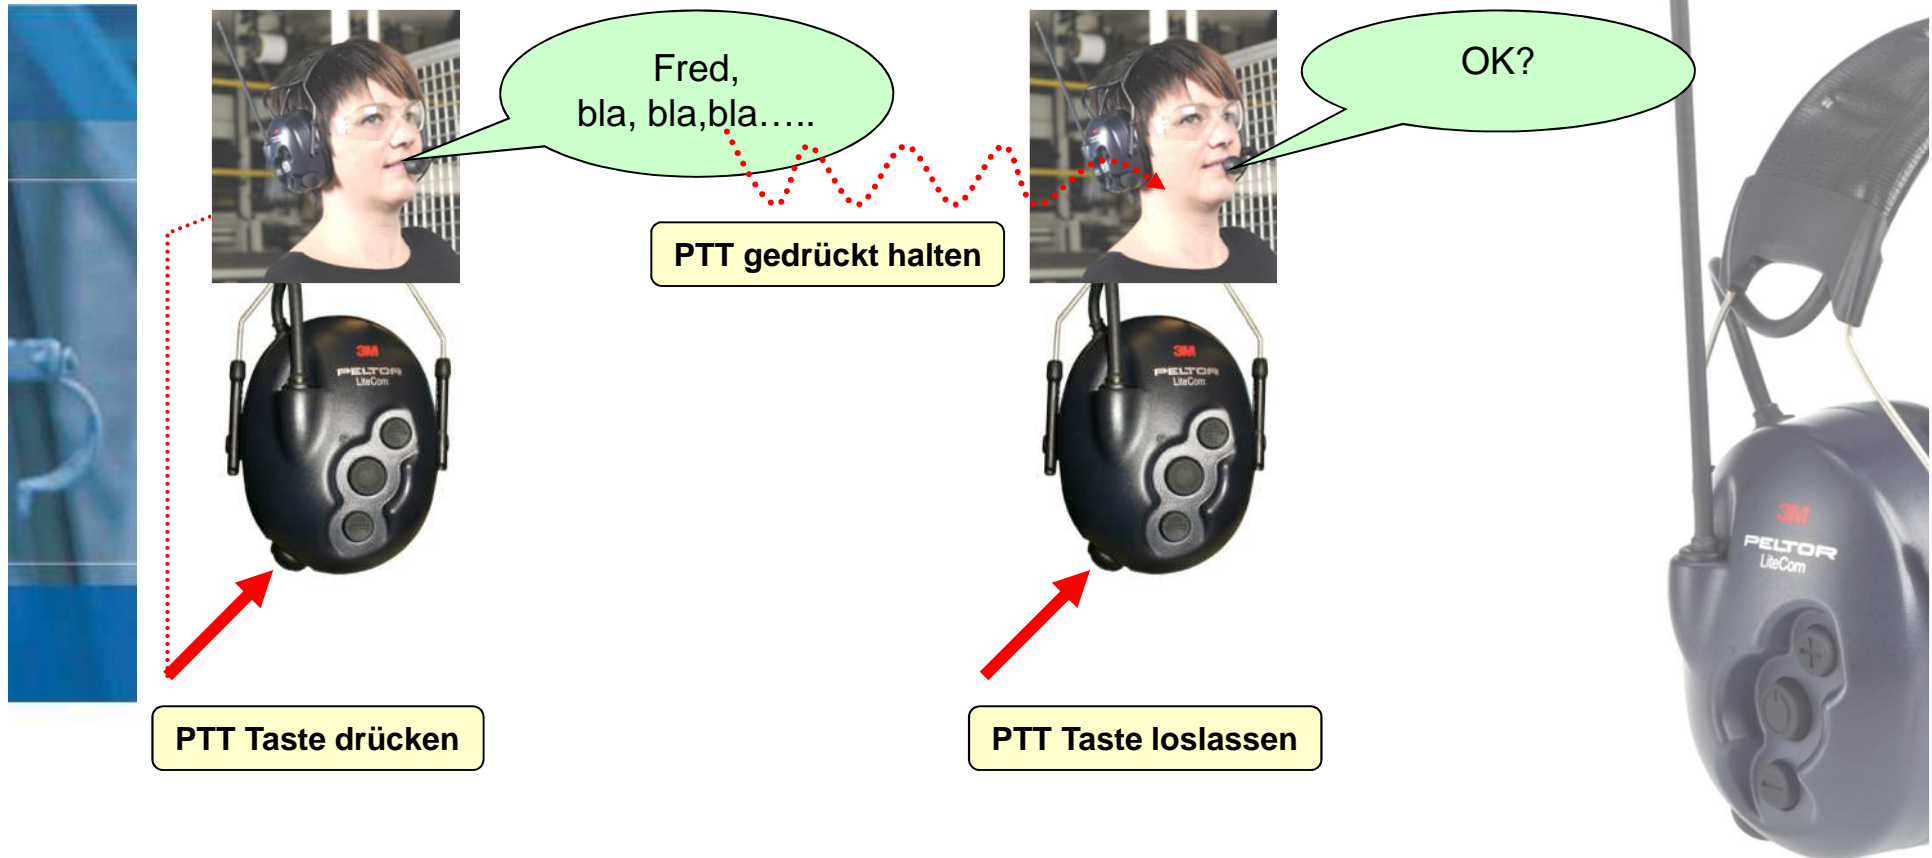 Fred,
bla, bla,bla…..
OK?
PTT gedrückt halten
3M
PELTOR
LiteCom
3M
PELTOR
LiteCom
3M
PELTOR
LiteCom
PTT Taste drücken
PTT Taste loslassen